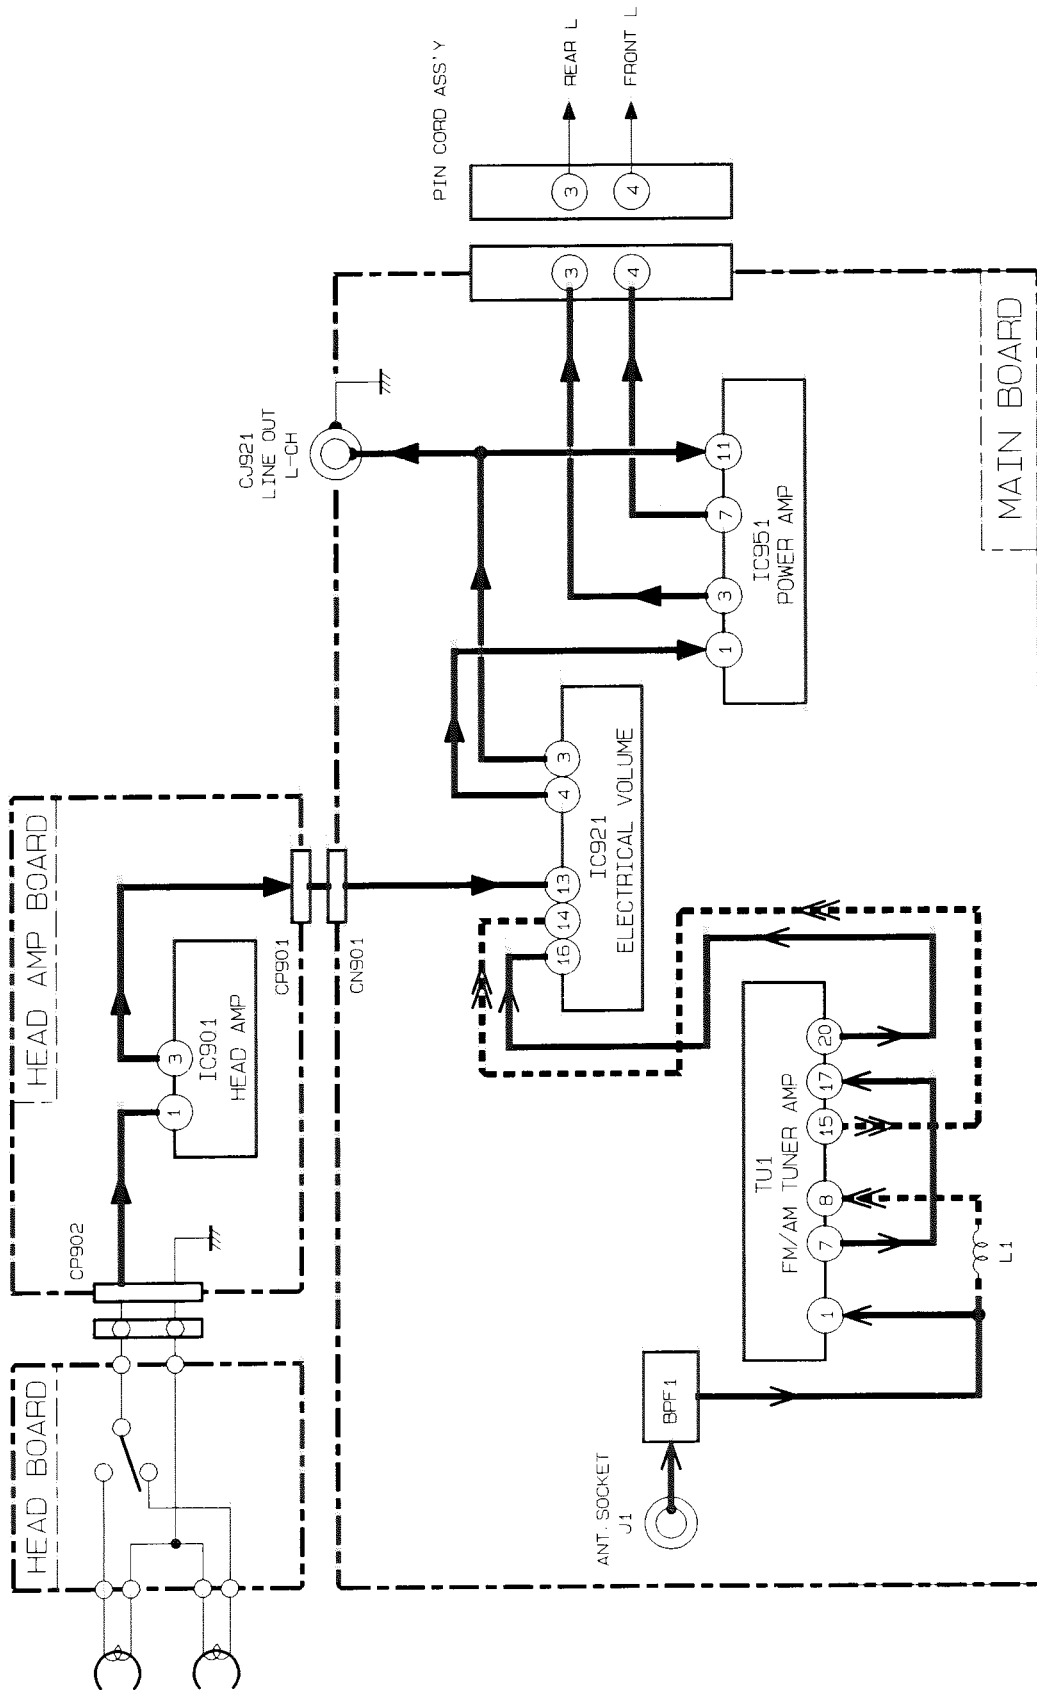 HEAD BOARD
CP902
HEAD AMP BOARD
1
3
IC901
HEAD AMP
CP901
CN901
CJ921
LINE OUT
L-CH
PIN CORD ASS'Y
3
4
3
4
REAR L
FRONT L
16
14
13
4
3
IC921
ELECTRICAL VOLUME
1
3
7
11
IC951
POWER AMP
ANT. SOCKET
J1
BPF1
TU1
FM/AM TUNER AMP
1
7
8
15
17
20
L1
MAIN BOARD